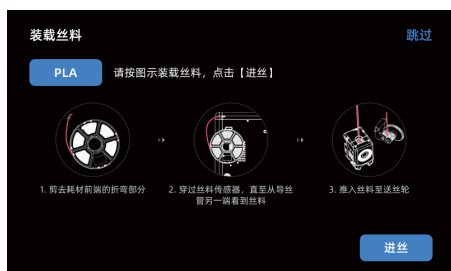 装载丝料
跳过
PLA
请按图示装载丝料，点击【进丝】
1. 剪去耗材前端的折弯部分
2. 穿过丝料传感器，直至从导丝
管另一端看到丝料
3. 推入丝料至送丝轮
进丝